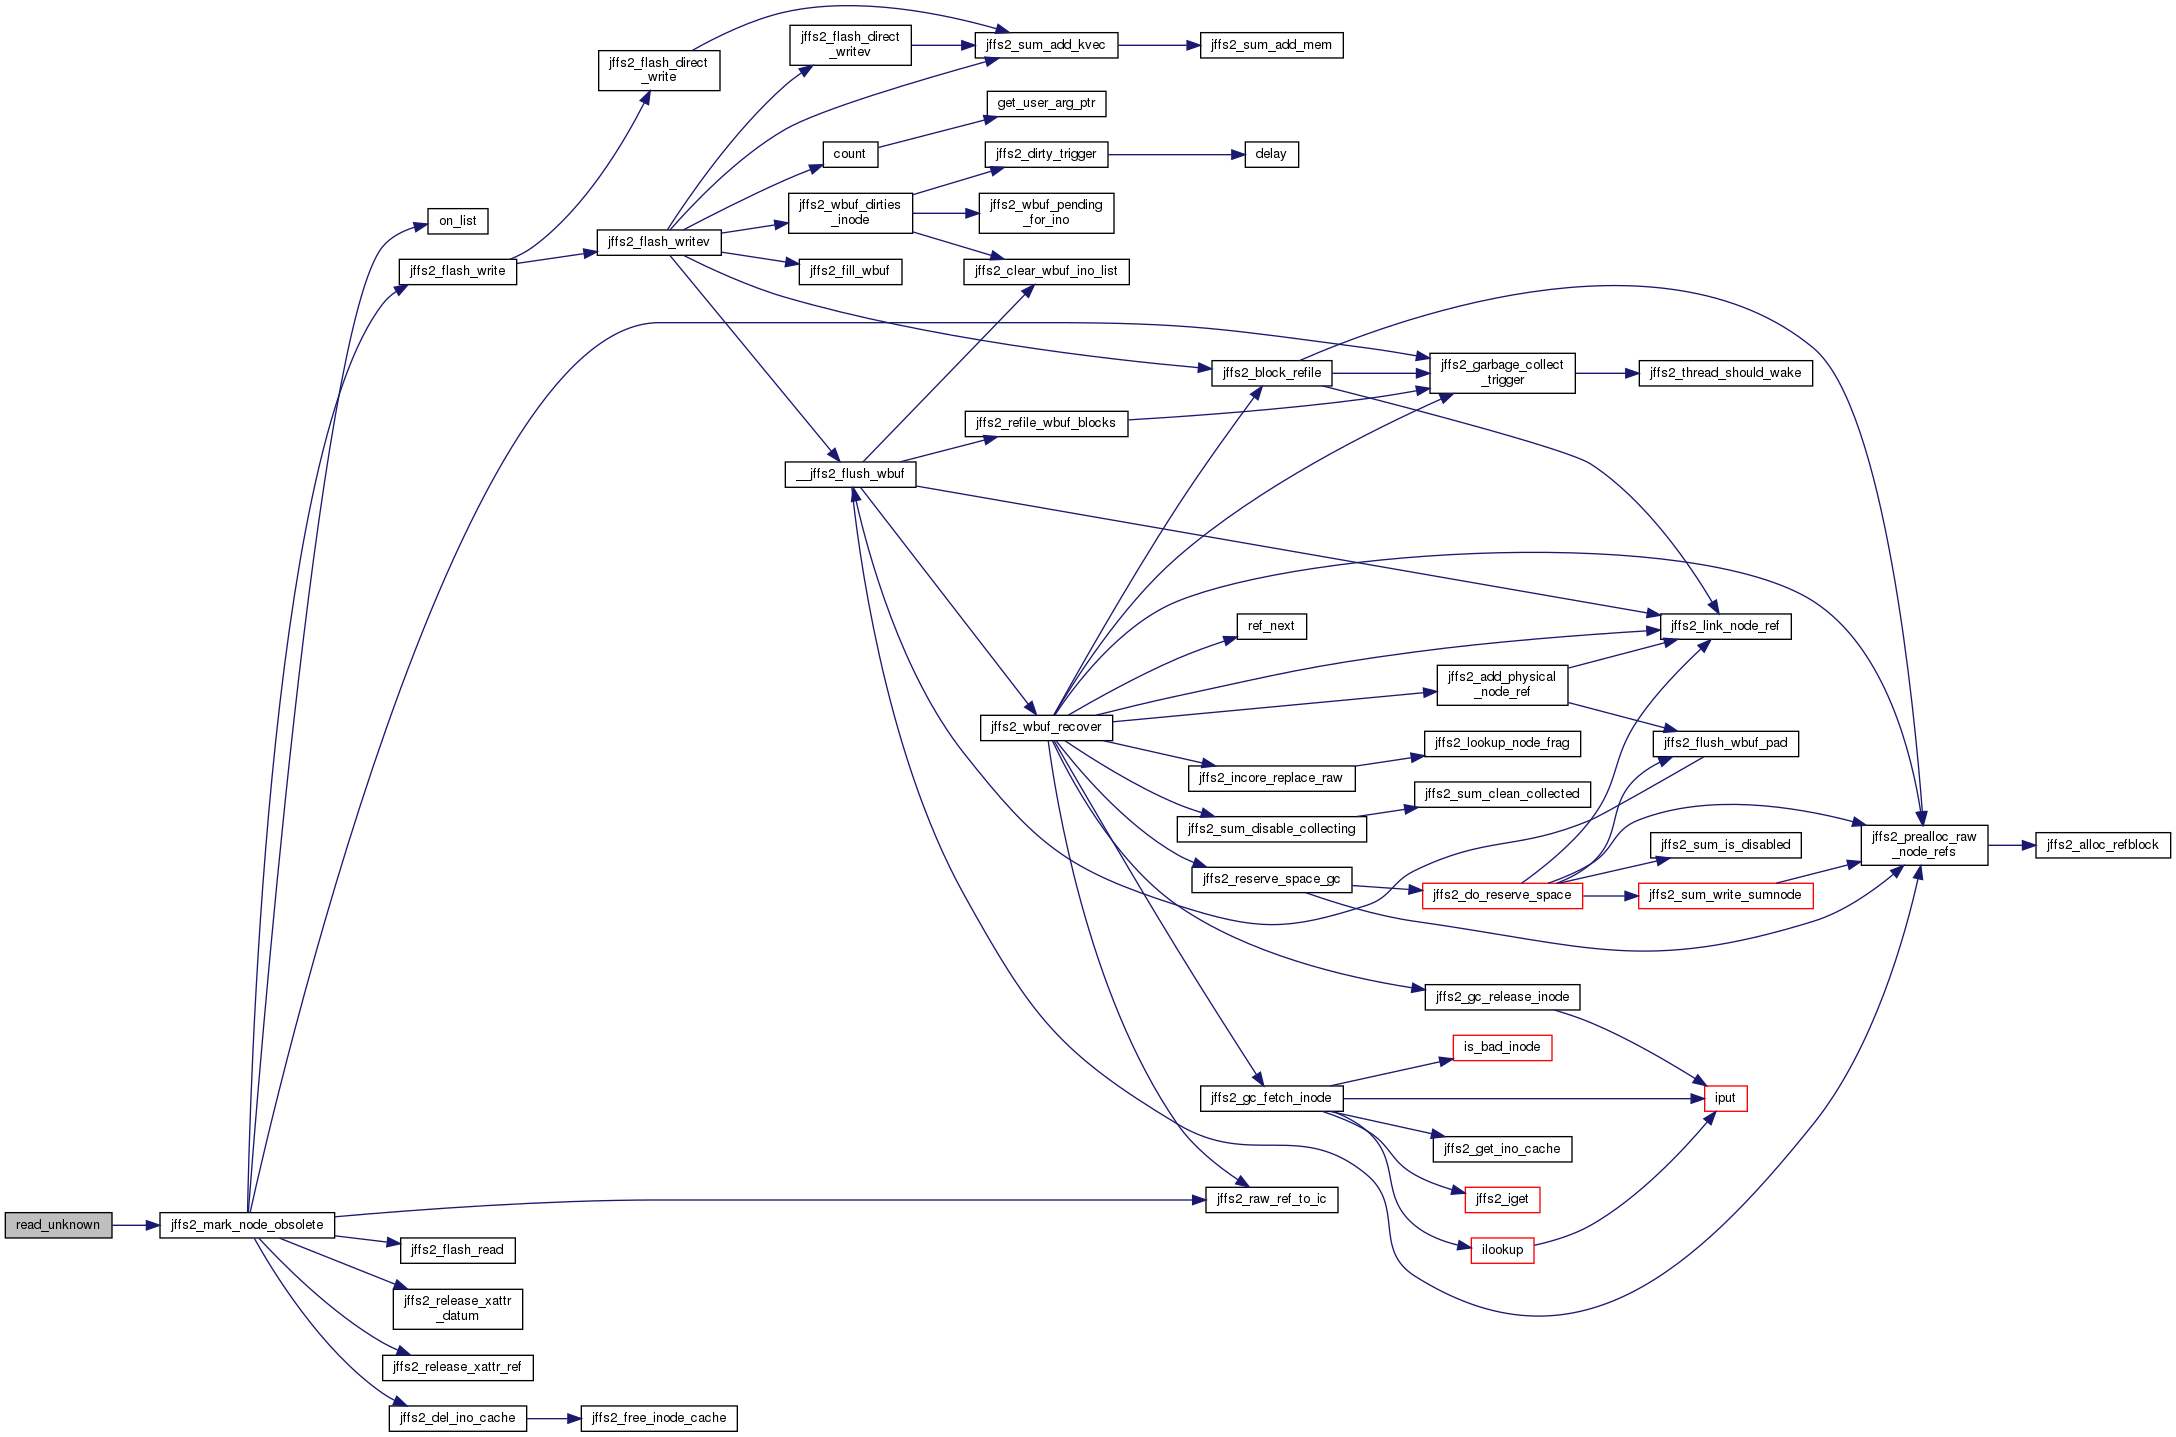 jffs2_flash_direct
_writev
jffs2_sum_add_kvec
jffs2_sum_add_mem
jffs2_flash_direct
_write
get_user_arg_ptr
count
jffs2_dirty_trigger
delay
jffs2_wbuf_dirties
_inode
jffs2_wbuf_pending
_for_ino
on_list
jffs2_flash_writev
jffs2_flash_write
jffs2_fill_wbuf
jffs2_clear_wbuf_ino_list
jffs2_block_refile
jffs2_garbage_collect
_trigger
jffs2_thread_should_wake
jffs2_refile_wbuf_blocks
__jffs2_flush_wbuf
ref_next
jffs2_link_node_ref
jffs2_add_physical
_node_ref
jffs2_wbuf_recover
jffs2_lookup_node_frag
jffs2_flush_wbuf_pad
jffs2_incore_replace_raw
jffs2_sum_clean_collected
jffs2_sum_disable_collecting
jffs2_sum_is_disabled
jffs2_prealloc_raw
_node_refs
jffs2_alloc_refblock
jffs2_reserve_space_gc
jffs2_do_reserve_space
jffs2_sum_write_sumnode
jffs2_gc_release_inode
is_bad_inode
jffs2_gc_fetch_inode
iput
jffs2_get_ino_cache
jffs2_raw_ref_to_ic
jffs2_iget
read_unknown
jffs2_mark_node_obsolete
jffs2_flash_read
ilookup
jffs2_release_xattr
_datum
jffs2_release_xattr_ref
jffs2_del_ino_cache
jffs2_free_inode_cache